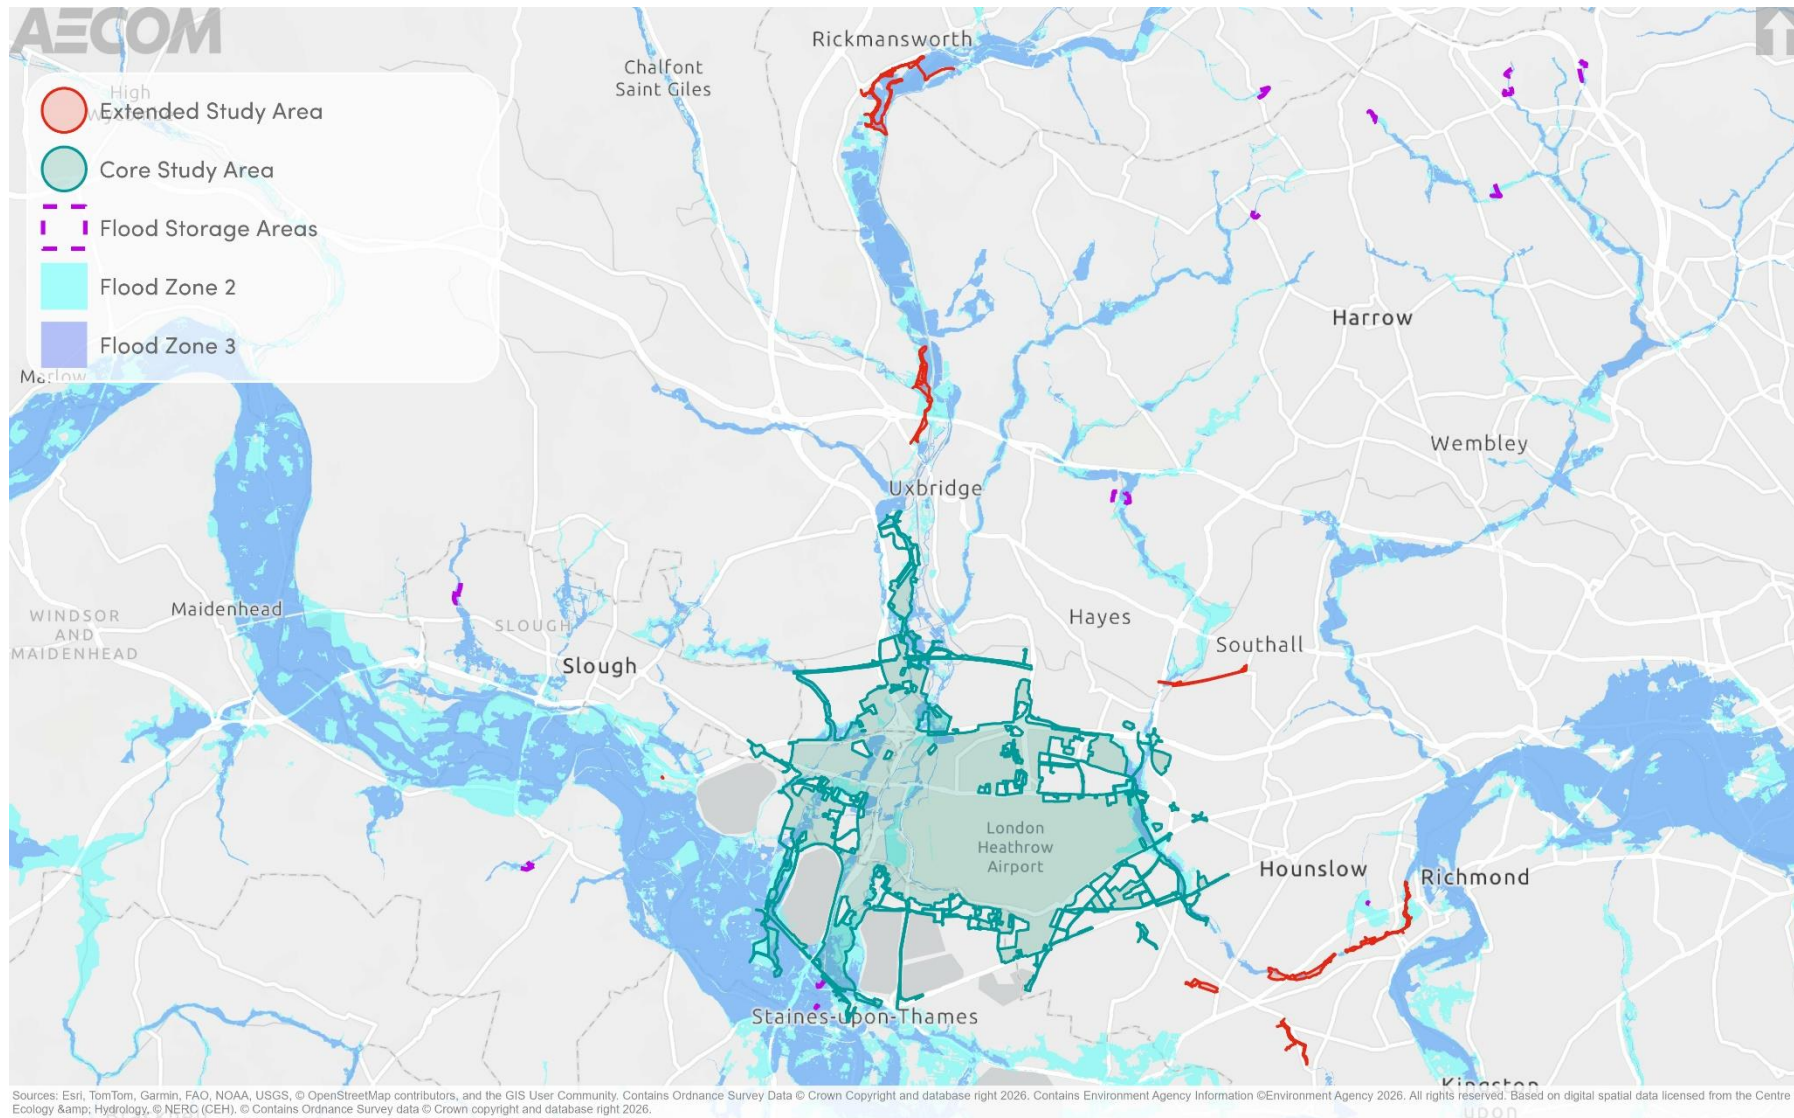 AECOM
Rickmansworth
Chalfont
Saint Giles
High
Extended Study Area
Core Study Area
Flood Storage Areas
Flood Zone 2
Flood Zone 3
Harrow
Marlow
Wembley
Uxbridge
WINDSOR
AND
MAIDENHEAD
Maidenhead
SLOUGH
Slough
Hayes
Southall
London
Heathrow
Airport
Hounslow
Richmond
Staines-upon-Thames
Kingston
upon
Sources: Esri, TomTom, Garmin, FAO, NOAA, USGS, © OpenStreetMap contributors, and the GIS User Community. Contains Ordnance Survey Data © Crown Copyright and database right 2026. Contains Environment Agency Information ©Environment Agency 2026. All rights reserved. Based on digital spatial data licensed from the Centre
Ecology &amp; Hydrology, © NERC (CEH). © Contains Ordnance Survey data © Crown copyright and database right 2026.